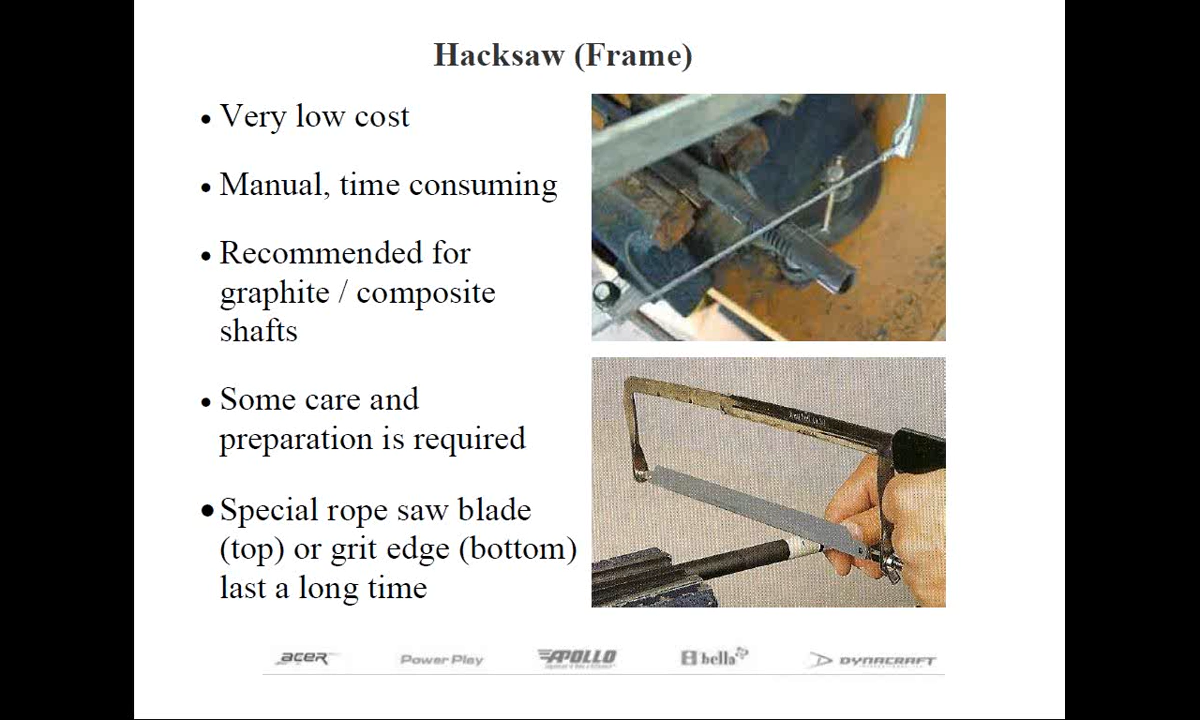 Hacksaw (Frame)
• Very low cost
• Manual, time consuming
• Recommended for
graphite / composite
shafts
• Some care and
preparation is required
• Special rope saw blade
(top) or grit edge (bottom)
last a long time
ACER
Power Play
APOLLO
bella
DYNACRAFT